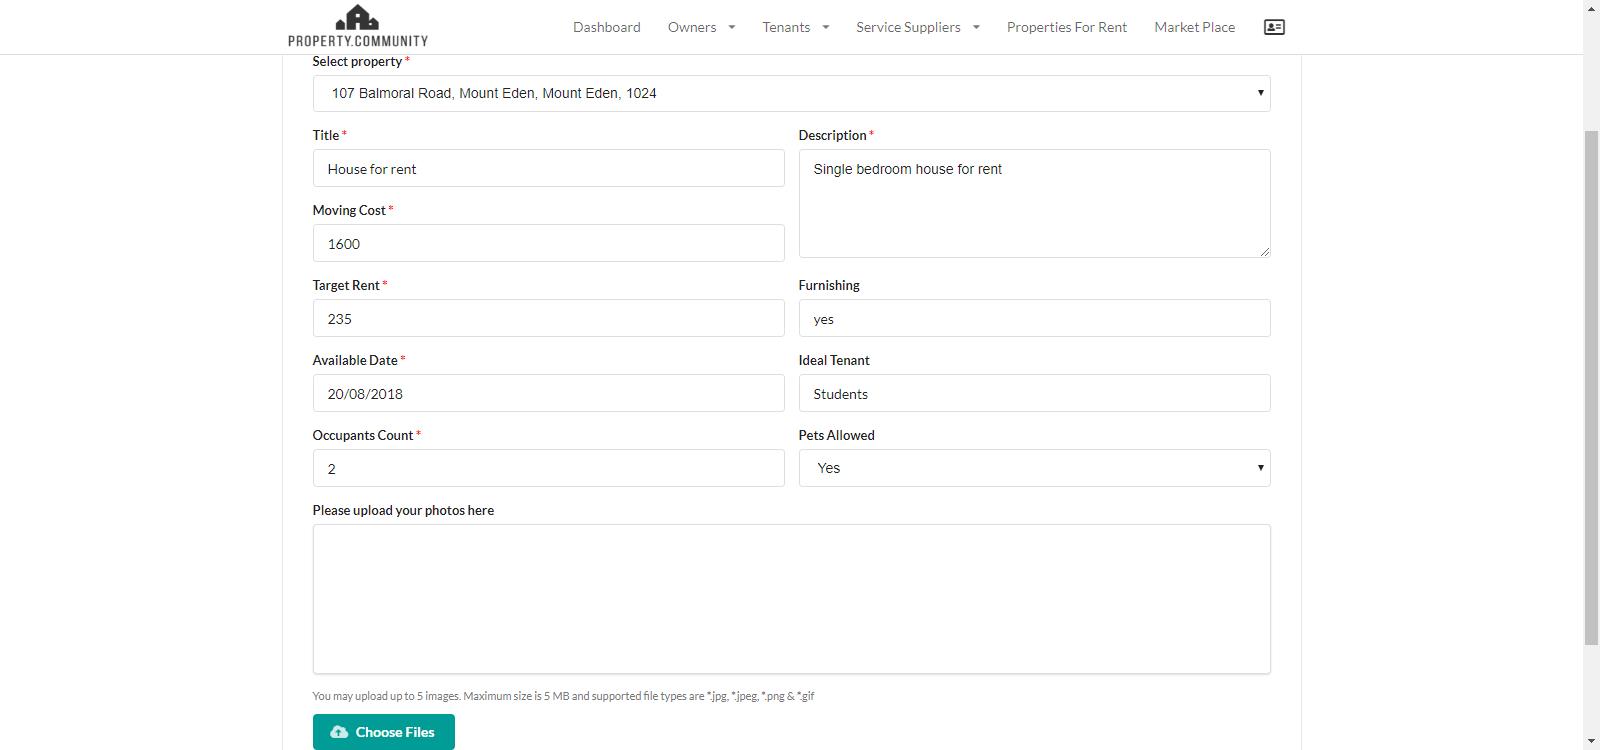 PROPERTY.COMMUNITY
Dashboard Owners Tenants Service Suppliers Properties For Rent Market Place
Select property *
107 Balmoral Road, Mount Eden, Mount Eden, 1024
Title *
House for rent
Description *
Single bedroom house for rent
Moving Cost *
1600
Target Rent *
235
Furnishing
yes
Available Date *
20/08/2018
Ideal Tenant
Students
Occupants Count *
2
Pets Allowed
Yes
Please upload your photos here
You may upload up to 5 images. Maximum size is 5 MB and supported file types are *.jpg, *.jpeg, *.png & *.gif
Choose Files